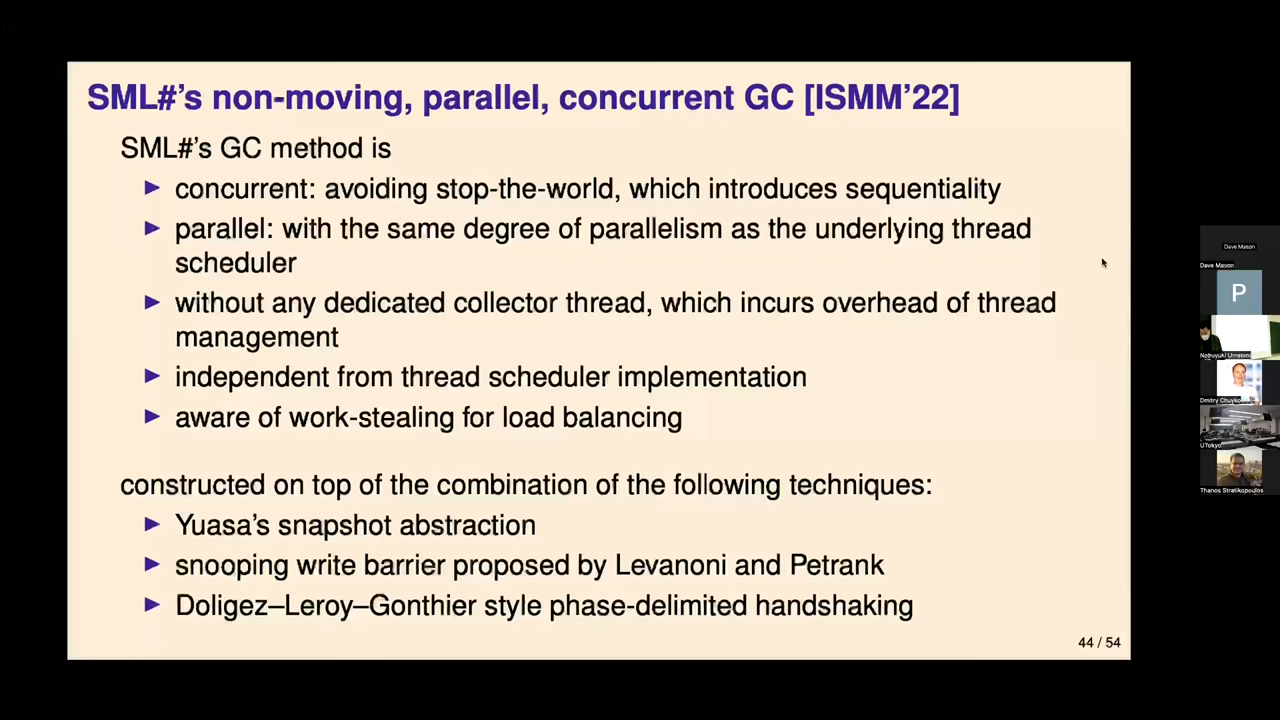 SML#’s non-moving, parallel, concurrent GC [ISMM’22]
SML#’s GC method is
▶ concurrent: avoiding stop-the-world, which introduces sequentiality
▶ parallel: with the same degree of parallelism as the underlying thread
scheduler
▶ without any dedicated collector thread, which incurs overhead of thread
management
▶ independent from thread scheduler implementation
▶ aware of work-stealing for load balancing
constructed on top of the combination of the following techniques:
▶ Yuasa’s snapshot abstraction
▶ snooping write barrier proposed by Levanoni and Petrank
▶ Doligez–Leroy–Gonthier style phase-delimited handshaking
44 / 54
Dave Mason
Dave Mason
P
Dmitry
UTokyo
Thanos Stratikopoulos